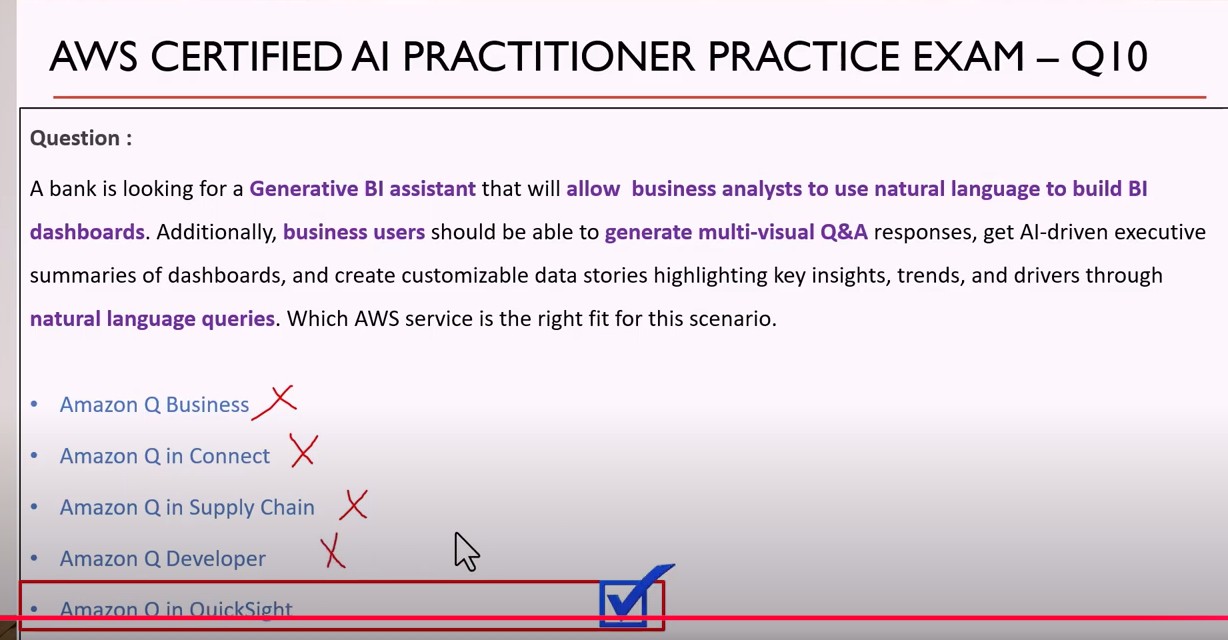 AWS CERTIFIED AI PRACTITIONER PRACTICE EXAM – Q10
Question :
A bank is looking for a Generative BI assistant that will allow  business analysts to use natural language to build BI
dashboards. Additionally, business users should be able to generate multi-visual Q&A responses, get AI-driven executive
summaries of dashboards, and create customizable data stories highlighting key insights, trends, and drivers through
natural language queries. Which AWS service is the right fit for this scenario.
• Amazon Q Business
• Amazon Q in Connect
• Amazon Q in Supply Chain
• Amazon Q Developer
• Amazon Q in QuickSight